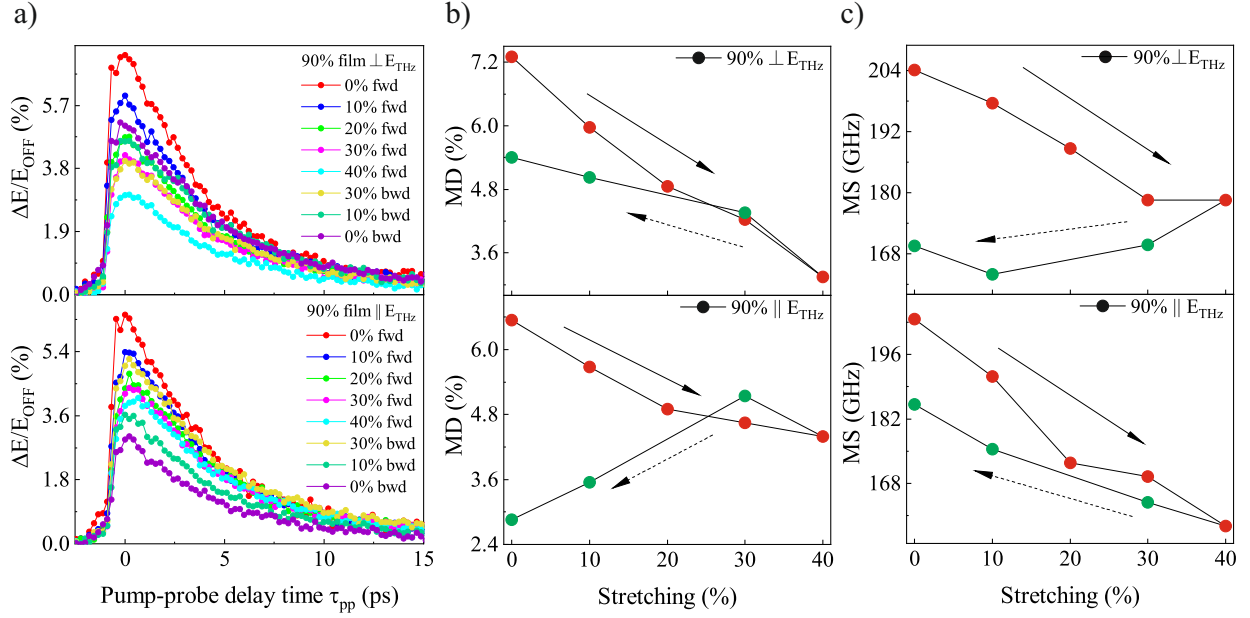 a)
90% film ⊥E_THz
0% fwd
10% fwd
20% fwd
30% fwd
40% fwd
30% bwd
10% bwd
0% bwd
5.7
3.8
1.9
0.0
ΔE/E_OFF (%)
90% film || E_THz
0% fwd
10% fwd
20% fwd
30% fwd
40% fwd
30% bwd
10% bwd
0% bwd
5.4
3.6
1.8
0.0
ΔE/E_OFF (%)
0 5 10 15
Pump-probe delay time τ_pp (ps)
b)
90% ⊥E_THz
7.2
6.0
4.8
3.6
MD (%)
90% || E_THz
6.0
4.8
3.6
2.4
MD (%)
0 10 20 30 40
Stretching (%)
c)
90% ⊥E_THz
204
192
180
168
MS (GHz)
90% || E_THz
196
182
168
MS (GHz)
0 10 20 30 40
Stretching (%)